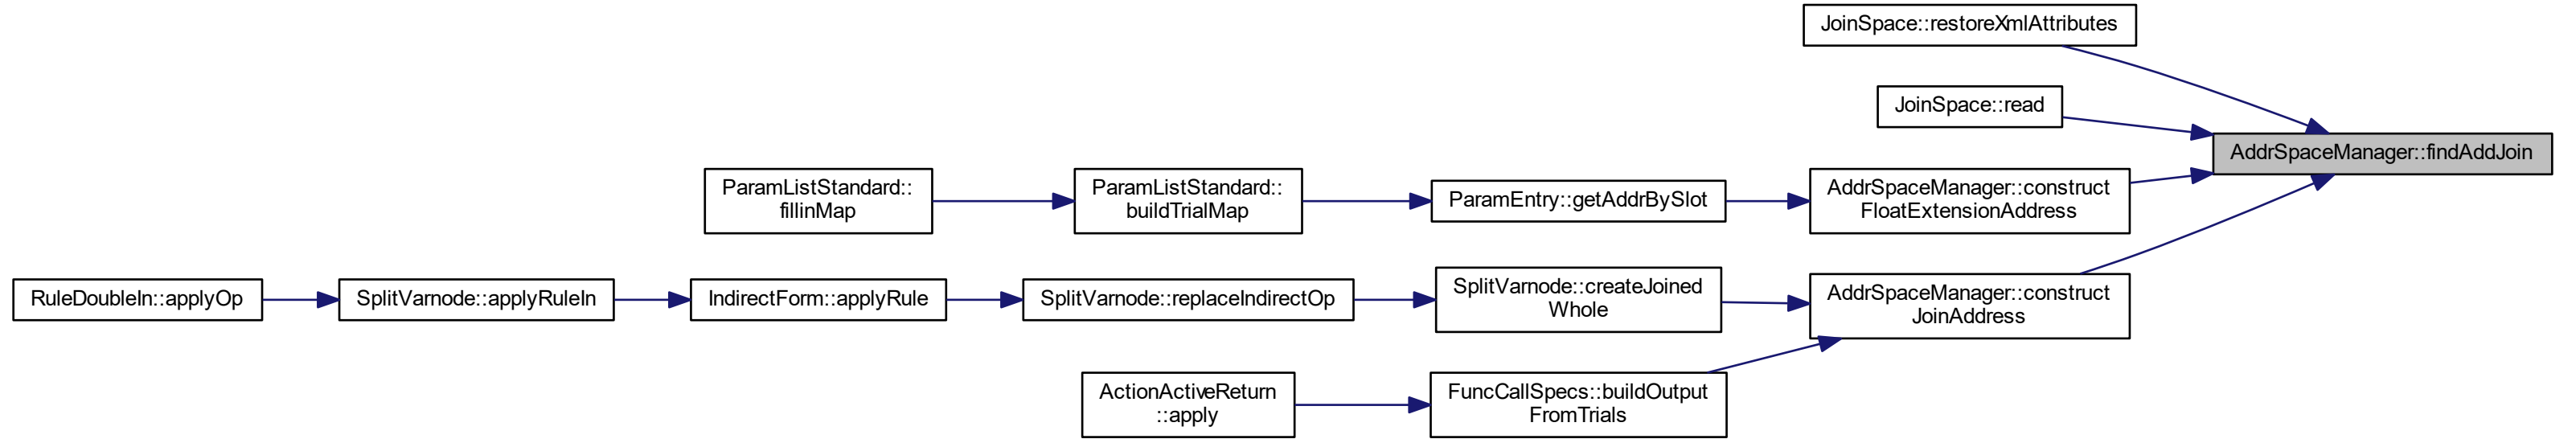 JoinSpace::restoreXmlAttributes
JoinSpace::read
AddrSpaceManager::findAddJoin
ParamListStandard::
fillinMap
ParamListStandard::
buildTrialMap
ParamEntry::getAddrBySlot
AddrSpaceManager::construct
FloatExtensionAddress
RuleDoubleIn::applyOp
SplitVarnode::applyRuleIn
IndirectForm::applyRule
SplitVarnode::replaceIndirectOp
SplitVarnode::createJoined
Whole
AddrSpaceManager::construct
JoinAddress
ActionActiveReturn
::apply
FuncCallSpecs::buildOutput
FromTrials